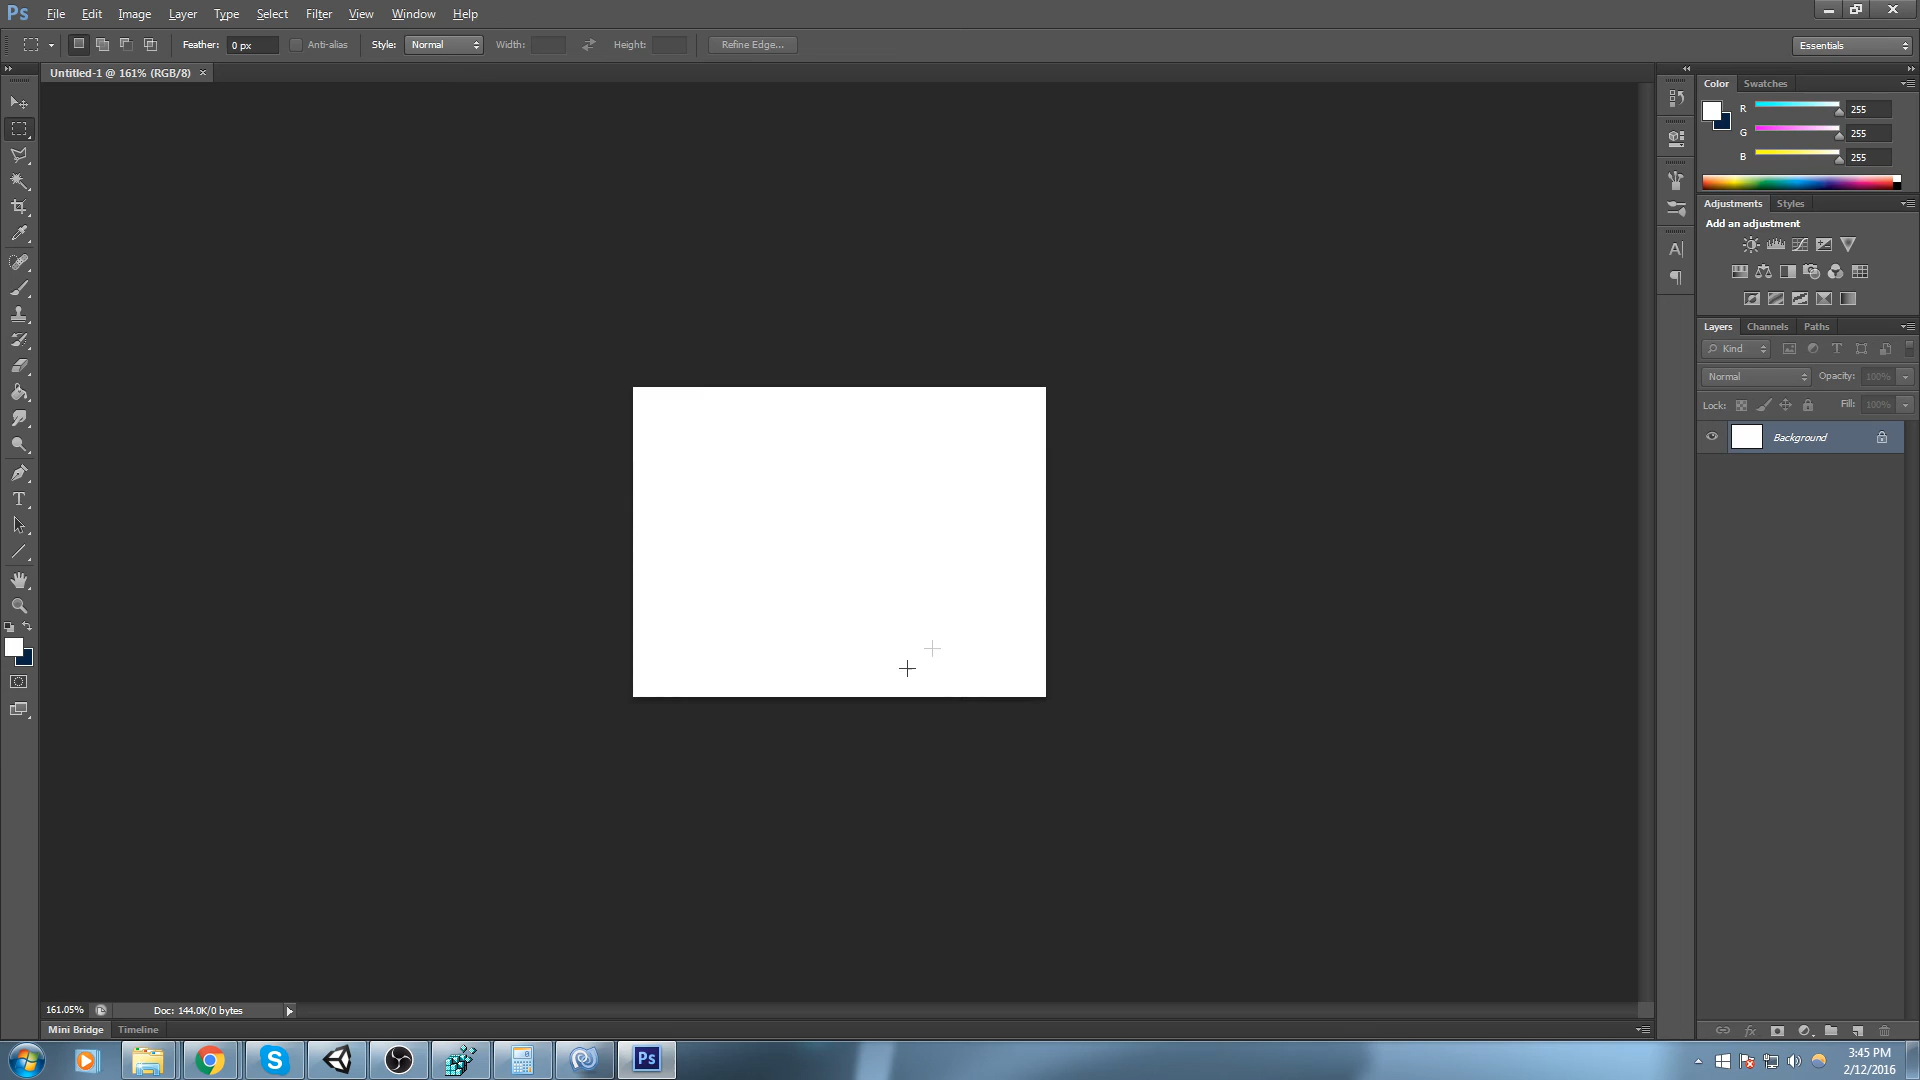 Ps File Edit Image Layer Type Select Filter View Window Help
Feather: 0 px Anti-alias Style: Normal Width: Height: Refine Edge... Essentials
Untitled-1 @ 161% (RGB/8) ×
Color Swatches
R 255
G 255
B 255
Adjustments Styles
Add an adjustment
Layers Channels Paths
Kind
Normal Opacity: 100%
Lock: Fill: 100%
Background
161.05% Doc: 144.0K/0 bytes
Mini Bridge Timeline
Ps
3:45 PM
2/12/2016